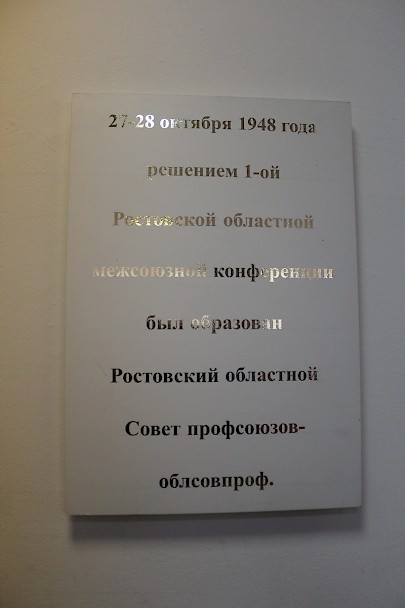 27-28 октября 1948 года
решением 1-ой
Ростовской областной
межсоюзной конференции
был образован
Ростовский областной
Совет профсоюзов-
облсовпроф.